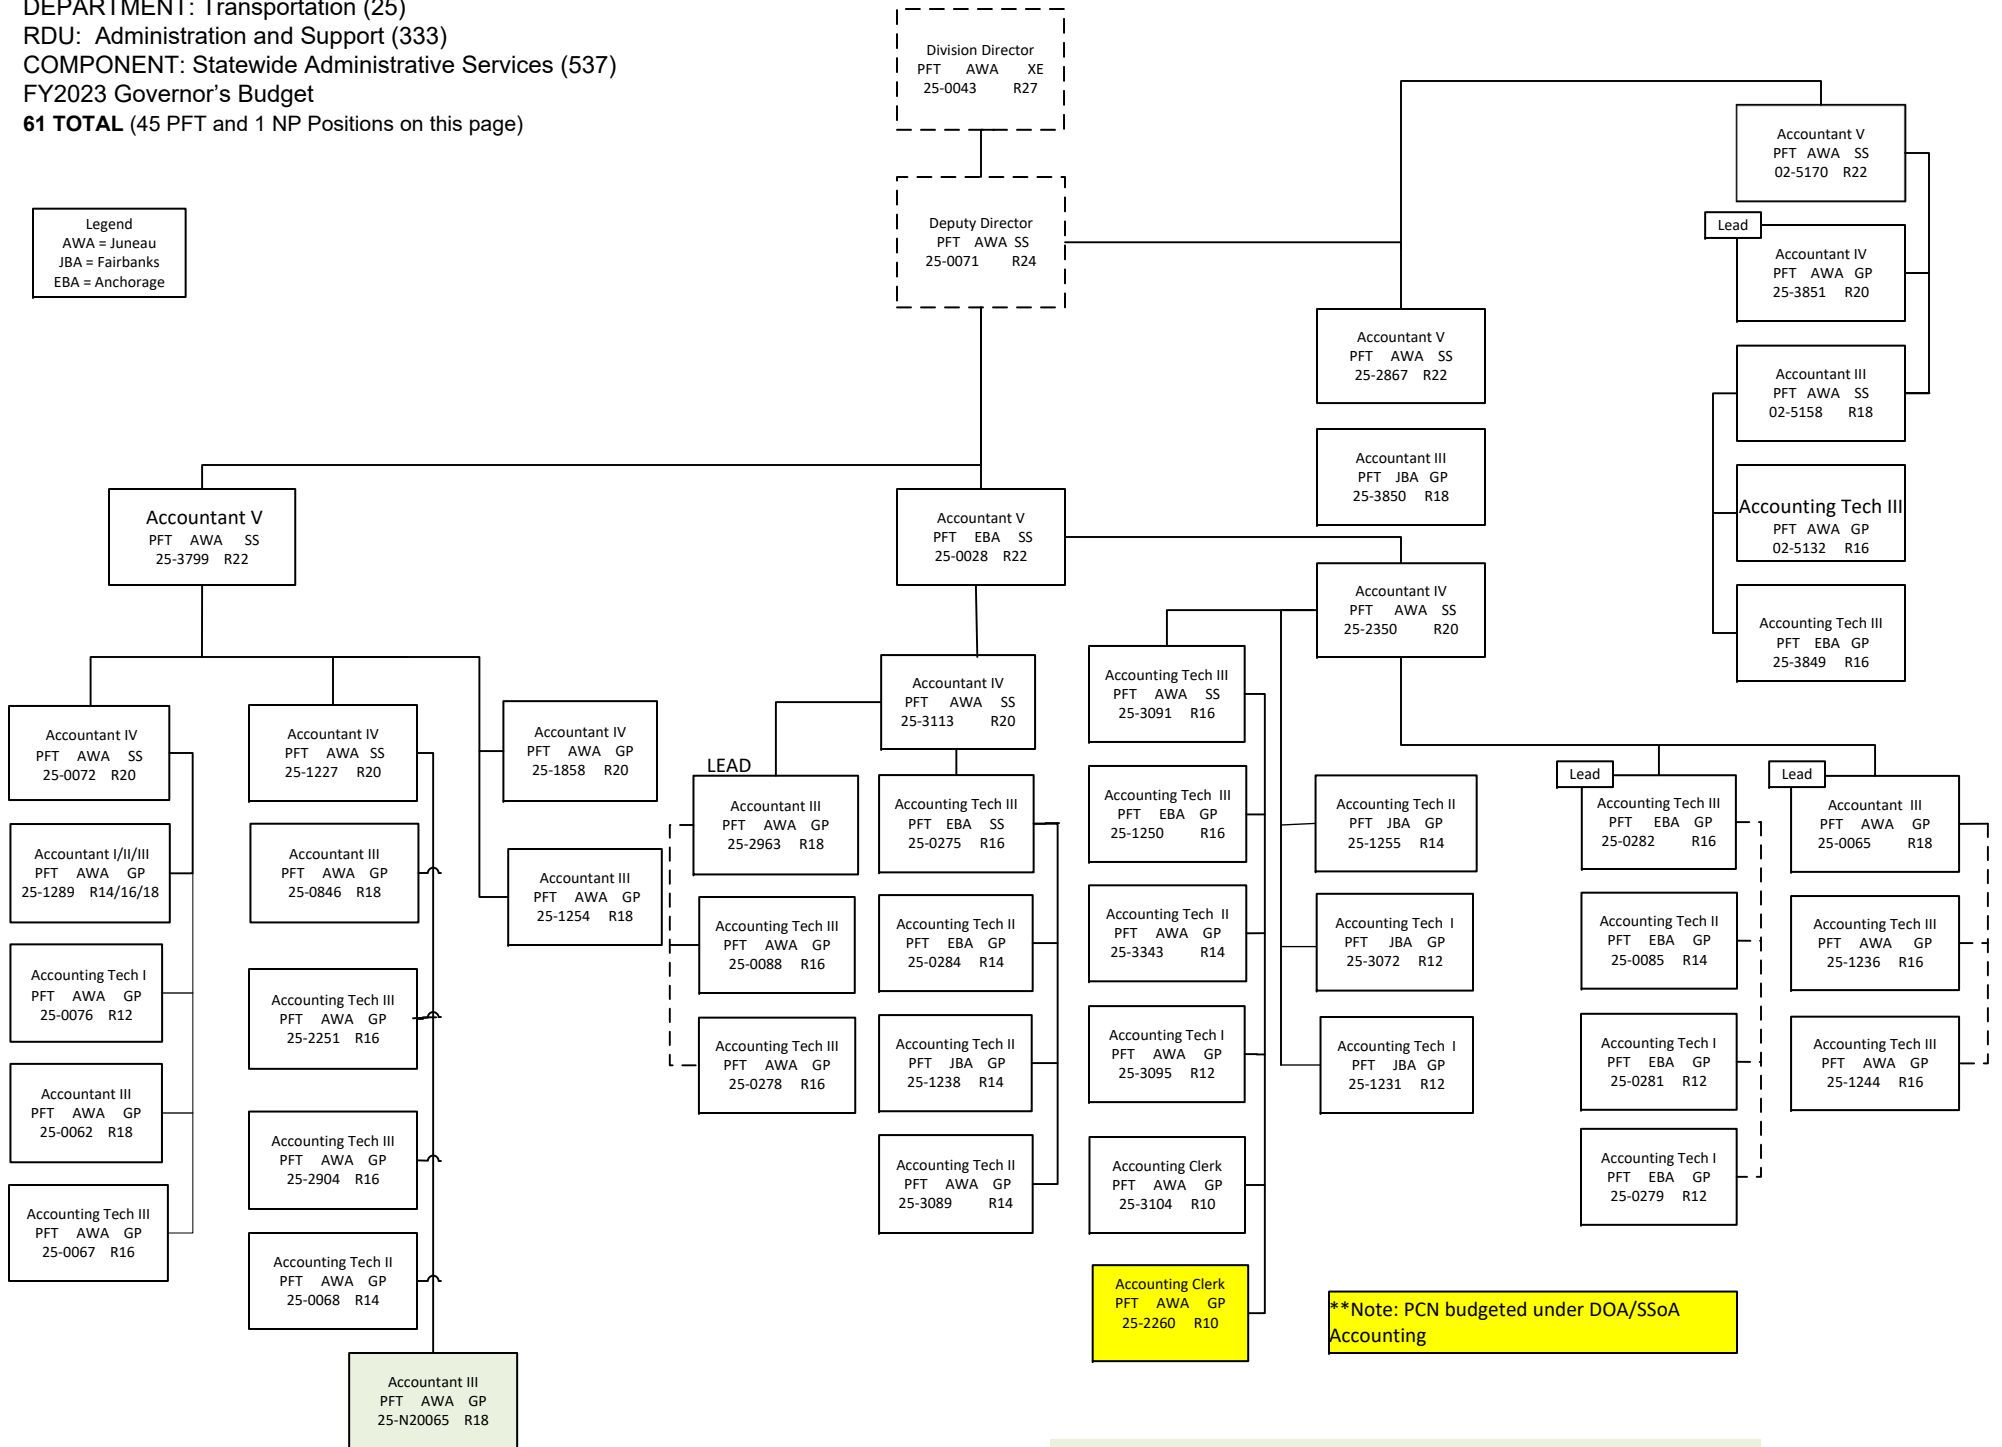 DEPARTMENT: Transportation (25)
RDU: Administration and Support (333)
COMPONENT: Statewide Administrative Services (537)
FY2023 Governor's Budget
61 TOTAL (45 PFT and 1 NP Positions on this page)
Legend
AWA = Juneau
JBA = Fairbanks
EBA = Anchorage
Division Director
PFT AWA XE
25-0043 R27
Deputy Director
PFT AWA SS
25-0071 R24
Accountant V
PFT AWA SS
02-5170 R22
Lead
Accountant IV
PFT AWA GP
25-3851 R20
Accountant III
PFT AWA SS
02-5158 R18
Accounting Tech III
PFT AWA GP
02-5132 R16
Accounting Tech III
PFT EBA GP
25-3849 R16
Accountant V
PFT AWA SS
25-2867 R22
Accountant III
PFT JBA GP
25-3850 R18
Accountant V
PFT AWA SS
25-3799 R22
Accountant V
PFT EBA SS
25-0028 R22
Accountant IV
PFT AWA SS
25-2350 R20
Accountant IV
PFT AWA SS
25-0072 R20
Accountant I/II/III
PFT AWA GP
25-1289 R14/16/18
Accounting Tech I
PFT AWA GP
25-0076 R12
Accountant III
PFT AWA GP
25-0062 R18
Accounting Tech III
PFT AWA GP
25-0067 R16
Accountant IV
PFT AWA SS
25-1227 R20
Accountant III
PFT AWA GP
25-0846 R18
Accounting Tech III
PFT AWA GP
25-2251 R16
Accounting Tech III
PFT AWA GP
25-2904 R16
Accounting Tech II
PFT AWA GP
25-0068 R14
Accountant III
PFT AWA GP
25-N20065 R18
Accountant IV
PFT AWA GP
25-1858 R20
Accountant III
PFT AWA GP
25-1254 R18
Accountant IV
PFT AWA SS
25-3113 R20
LEAD
Accountant III
PFT AWA GP
25-2963 R18
Accounting Tech III
PFT AWA GP
25-0088 R16
Accounting Tech III
PFT AWA GP
25-0278 R16
Accounting Tech III
PFT EBA SS
25-0275 R16
Accounting Tech II
PFT EBA GP
25-0284 R14
Accounting Tech II
PFT JBA GP
25-1238 R14
Accounting Tech II
PFT AWA GP
25-3089 R14
Accounting Tech III
PFT AWA SS
25-3091 R16
Accounting Tech III
PFT EBA GP
25-1250 R16
Accounting Tech II
PFT AWA GP
25-3343 R14
Accounting Tech I
PFT AWA GP
25-3095 R12
Accounting Clerk
PFT AWA GP
25-3104 R10
Accounting Clerk
PFT AWA GP
25-2260 R10
Accounting Tech II
PFT JBA GP
25-1255 R14
Accounting Tech I
PFT JBA GP
25-3072 R12
Accounting Tech I
PFT JBA GP
25-1231 R12
Lead
Accounting Tech III
PFT EBA GP
25-0282 R16
Accounting Tech II
PFT EBA GP
25-0085 R14
Accounting Tech I
PFT EBA GP
25-0281 R12
Accounting Tech I
PFT EBA GP
25-0279 R12
Lead
Accountant III
PFT AWA GP
25-0065 R18
Accounting Tech III
PFT AWA GP
25-1236 R16
Accounting Tech III
PFT AWA GP
25-1244 R16
**Note: PCN budgeted under DOA/SSoA
Accounting